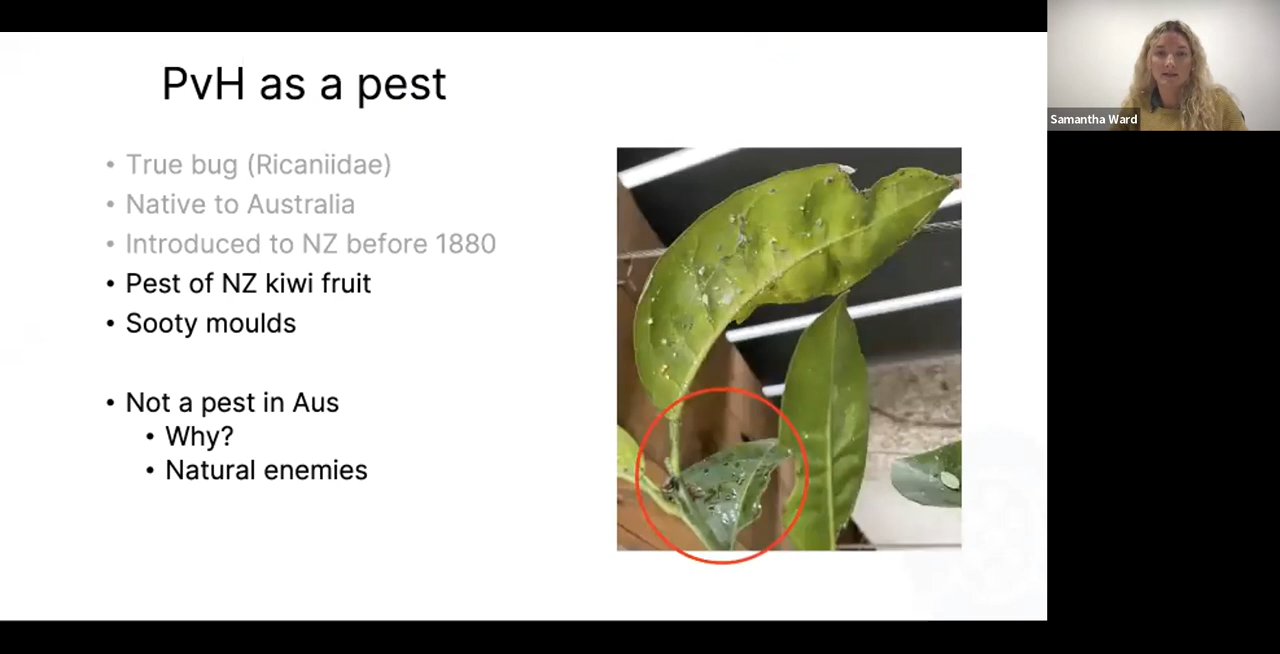 PvH as a pest
• True bug (Ricaniidae)
• Native to Australia
• Introduced to NZ before 1880
• Pest of NZ kiwi fruit
• Sooty moulds
• Not a pest in Aus
• Why?
• Natural enemies
Samantha Ward